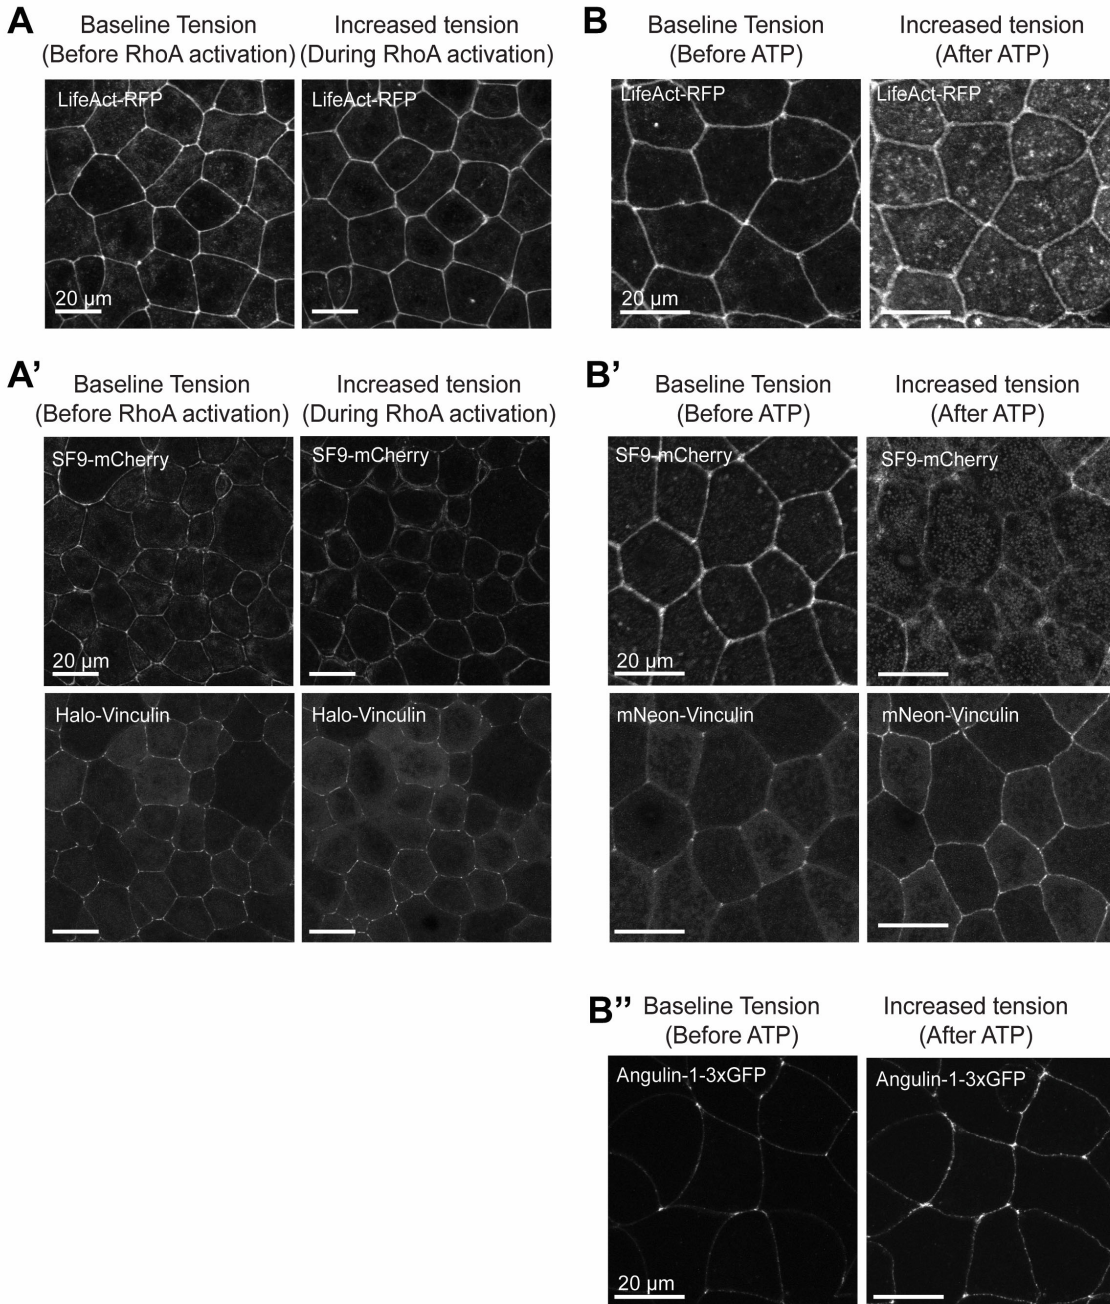 A
Baseline Tension
(Before RhoA activation)
Increased tension
(During RhoA activation)
LifeAct-RFP
20 µm
LifeAct-RFP
B
Baseline Tension
(Before ATP)
Increased tension
(After ATP)
LifeAct-RFP
20 µm
LifeAct-RFP
A’
Baseline Tension
(Before RhoA activation)
Increased tension
(During RhoA activation)
SF9-mCherry
20 µm
SF9-mCherry
Halo-Vinculin
Halo-Vinculin
B’
Baseline Tension
(Before ATP)
Increased tension
(After ATP)
SF9-mCherry
20 µm
SF9-mCherry
mNeon-Vinculin
mNeon-Vinculin
B’’
Baseline Tension
(Before ATP)
Increased tension
(After ATP)
Angulin-1-3xGFP
20 µm
Angulin-1-3xGFP